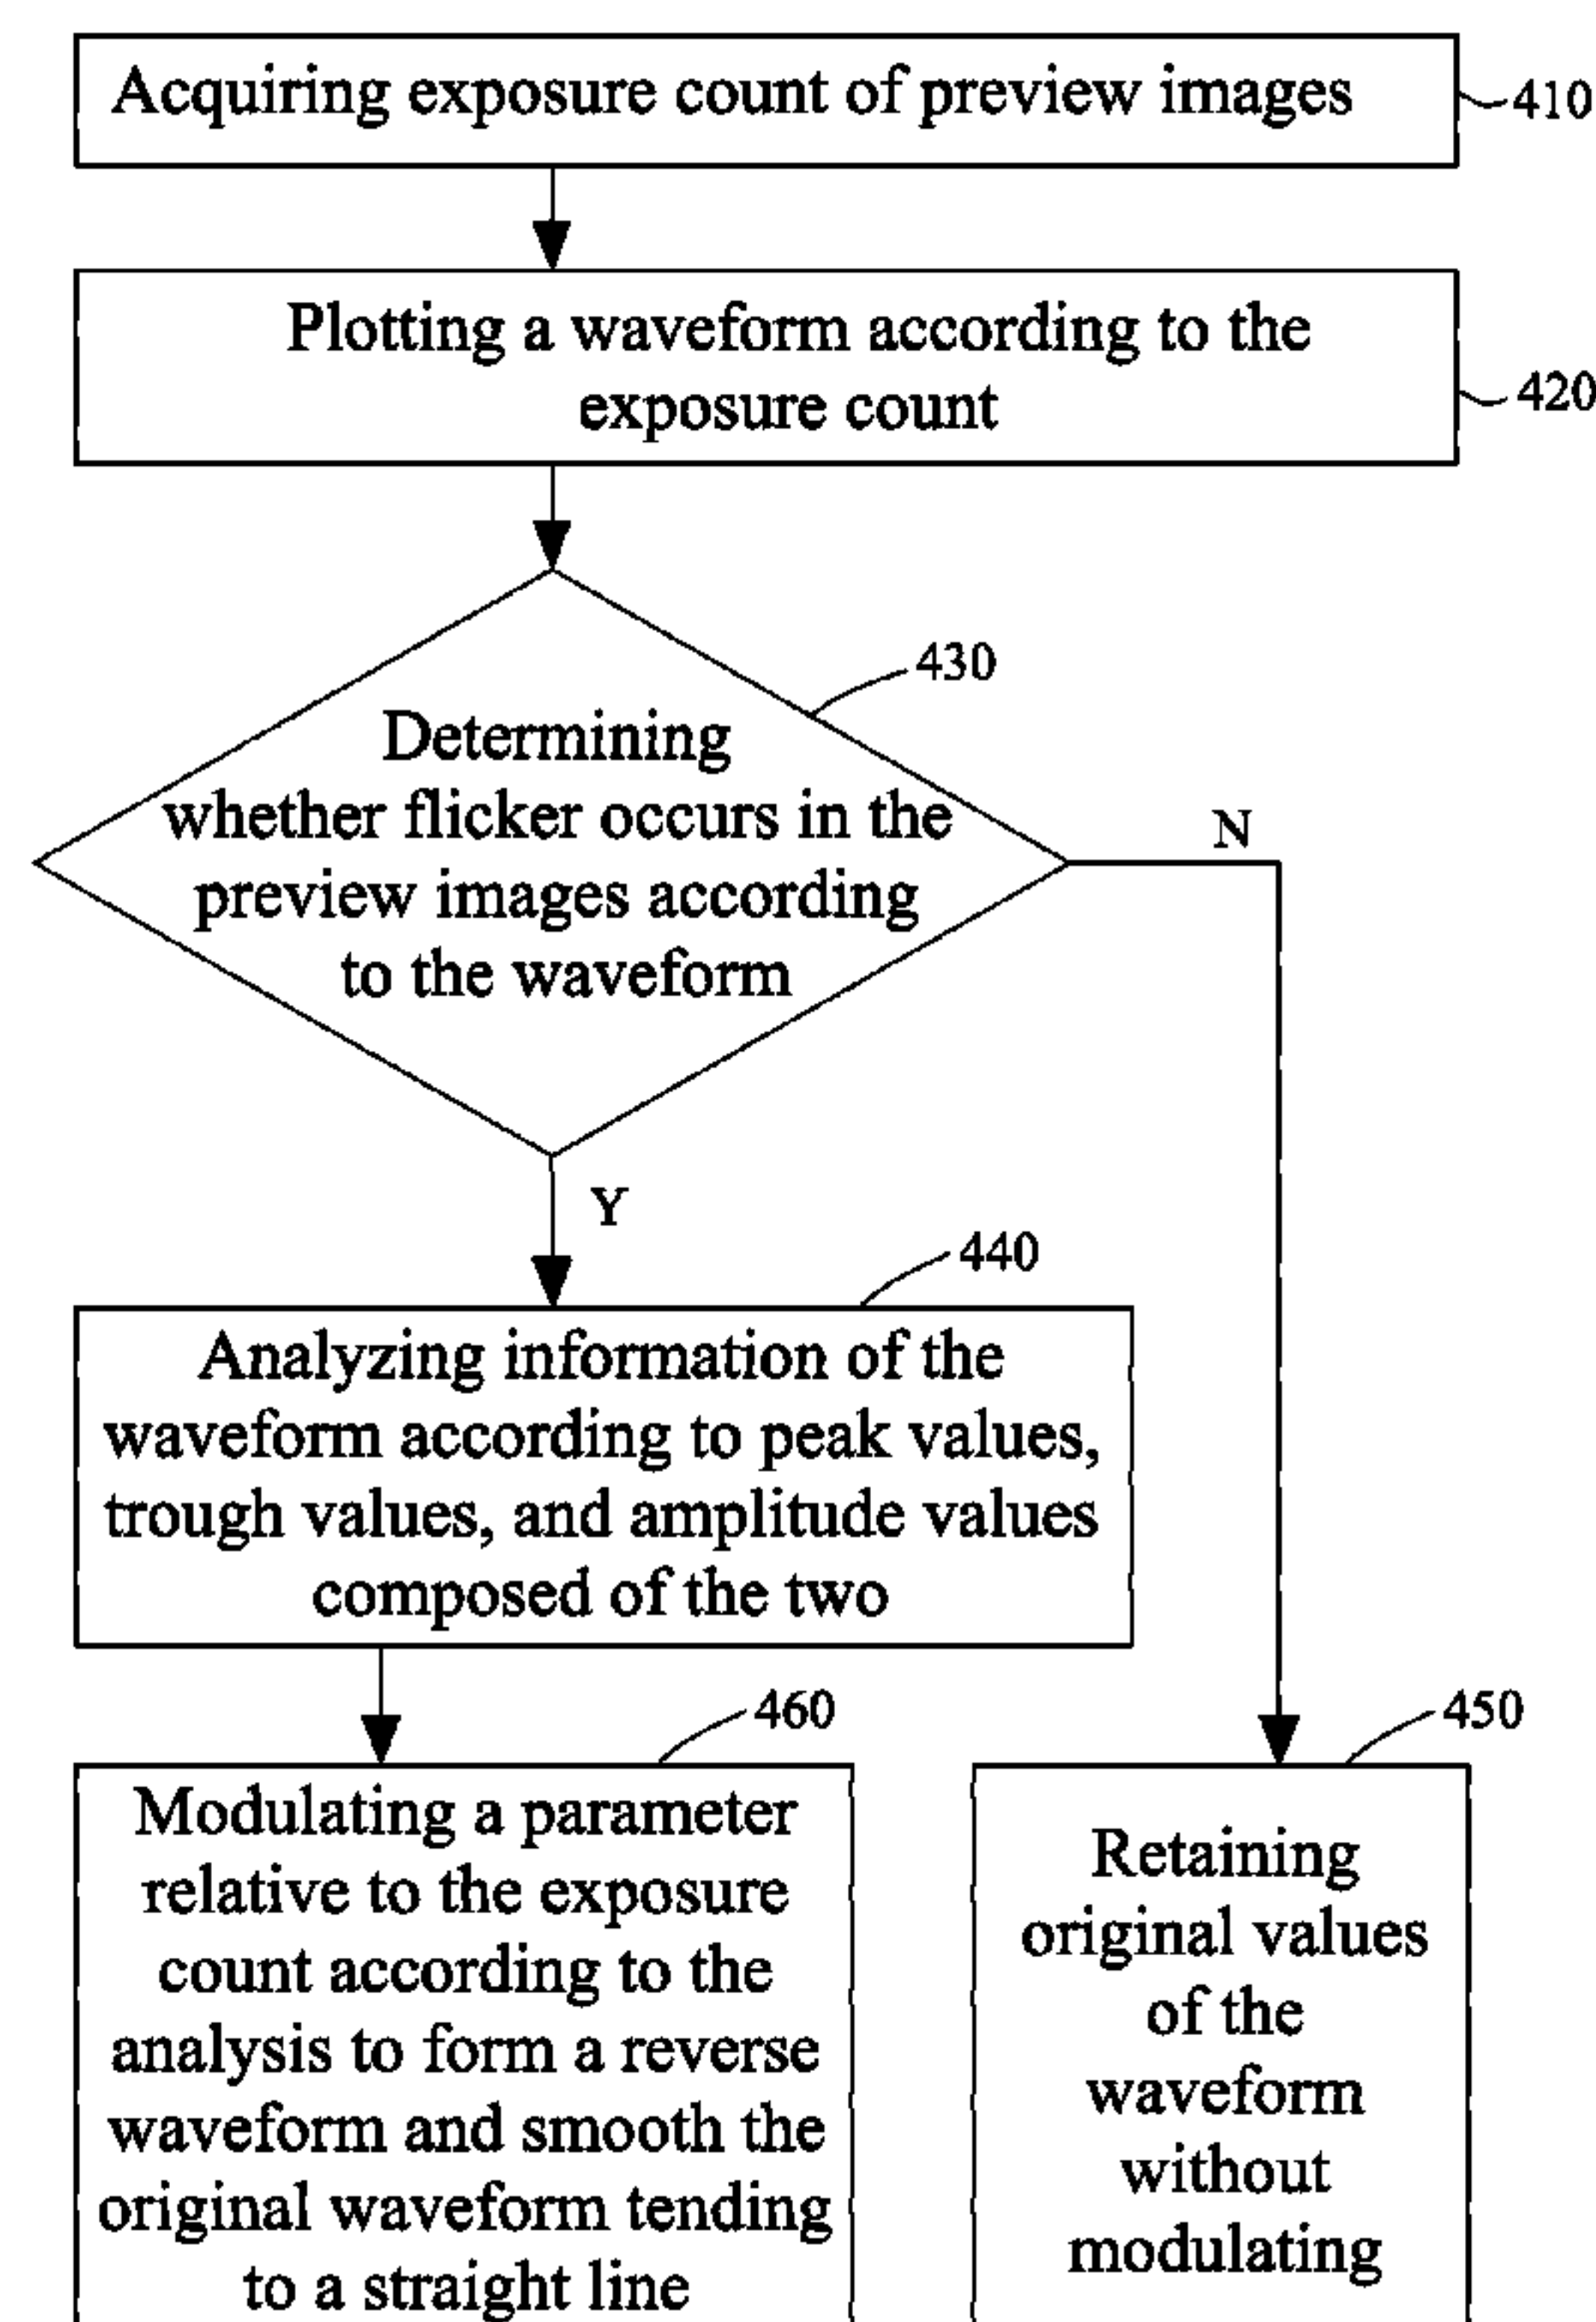 Acquiring exposure count of preview images
410
Plotting a waveform according to the
exposure count
420
430
Determining
whether flicker occurs in the
preview images according
to the waveform
N
Y
440
Analyzing information of the
waveform according to peak values,
trough values, and amplitude values
composed of the two
460
Modulating a parameter
relative to the exposure
count according to the
analysis to form a reverse
waveform and smooth the
original waveform tending
to a straight line
450
Retaining
original values
of the
waveform
without
modulating